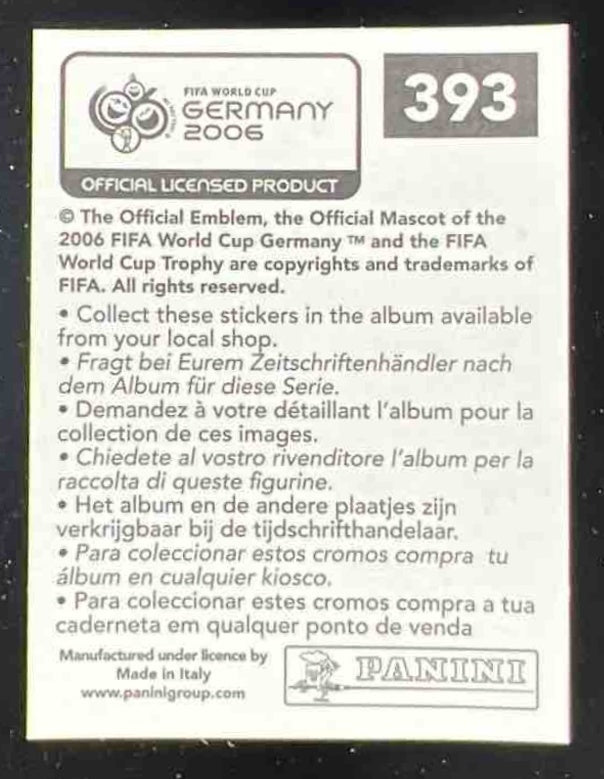 FIFA WORLD CUP
GERMANY
2006
393
OFFICIAL LICENSED PRODUCT
© The Official Emblem, the Official Mascot of the
2006 FIFA World Cup Germany ™ and the FIFA
World Cup Trophy are copyrights and trademarks of
FIFA. All rights reserved.
• Collect these stickers in the album available
from your local shop.
• Fragt bei Eurem Zeitschriftenhändler nach
dem Album für diese Serie.
• Demandez à votre détaillant l'album pour la
collection de ces images.
• Chiedete al vostro rivenditore l'album per la
raccolta di queste figurine.
• Het album en de andere plaatjes zijn
verkrijgbaar bij de tijdschrifthandelaar.
• Para coleccionar estos cromos compra tu
álbum en cualquier kiosco.
• Para coleccionar estes cromos compra a tua
caderneta em qualquer ponto de venda
Manufactured under licence by
Made in Italy
www.paninigroup.com
PANINI